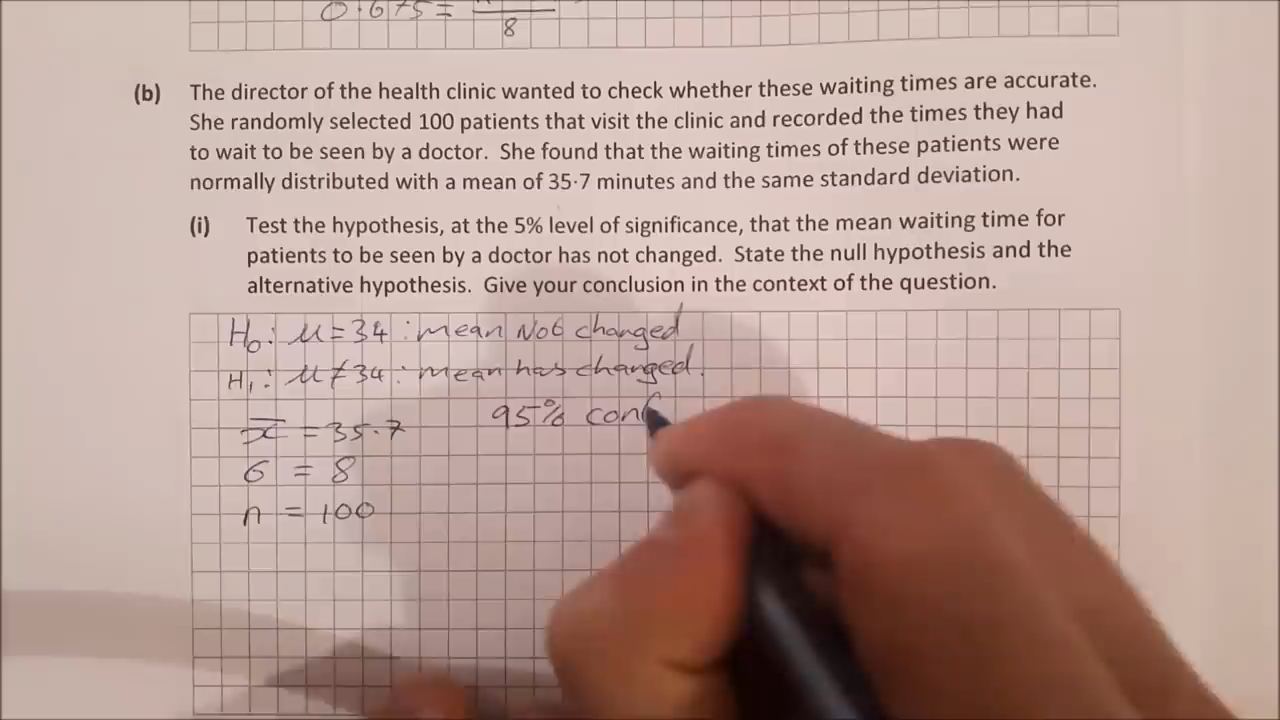 0.675 =
8
(b) The director of the health clinic wanted to check whether these waiting times are accurate.
She randomly selected 100 patients that visit the clinic and recorded the times they had
to wait to be seen by a doctor. She found that the waiting times of these patients were
normally distributed with a mean of 35·7 minutes and the same standard deviation.
(i) Test the hypothesis, at the 5% level of significance, that the mean waiting time for
patients to be seen by a doctor has not changed. State the null hypothesis and the
alternative hypothesis. Give your conclusion in the context of the question.
H₀: μ = 34 : mean Not changed
H₁: μ ≠ 34 : mean has changed.
x̄ = 35.7 95% conf
σ = 8
n = 100